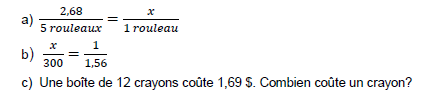 a) 2,68 / 5 rouleaux = x / 1 rouleau
b) x / 300 = 1 / 1,56
c) Une boîte de 12 crayons coûte 1,69 $. Combien coûte un crayon?